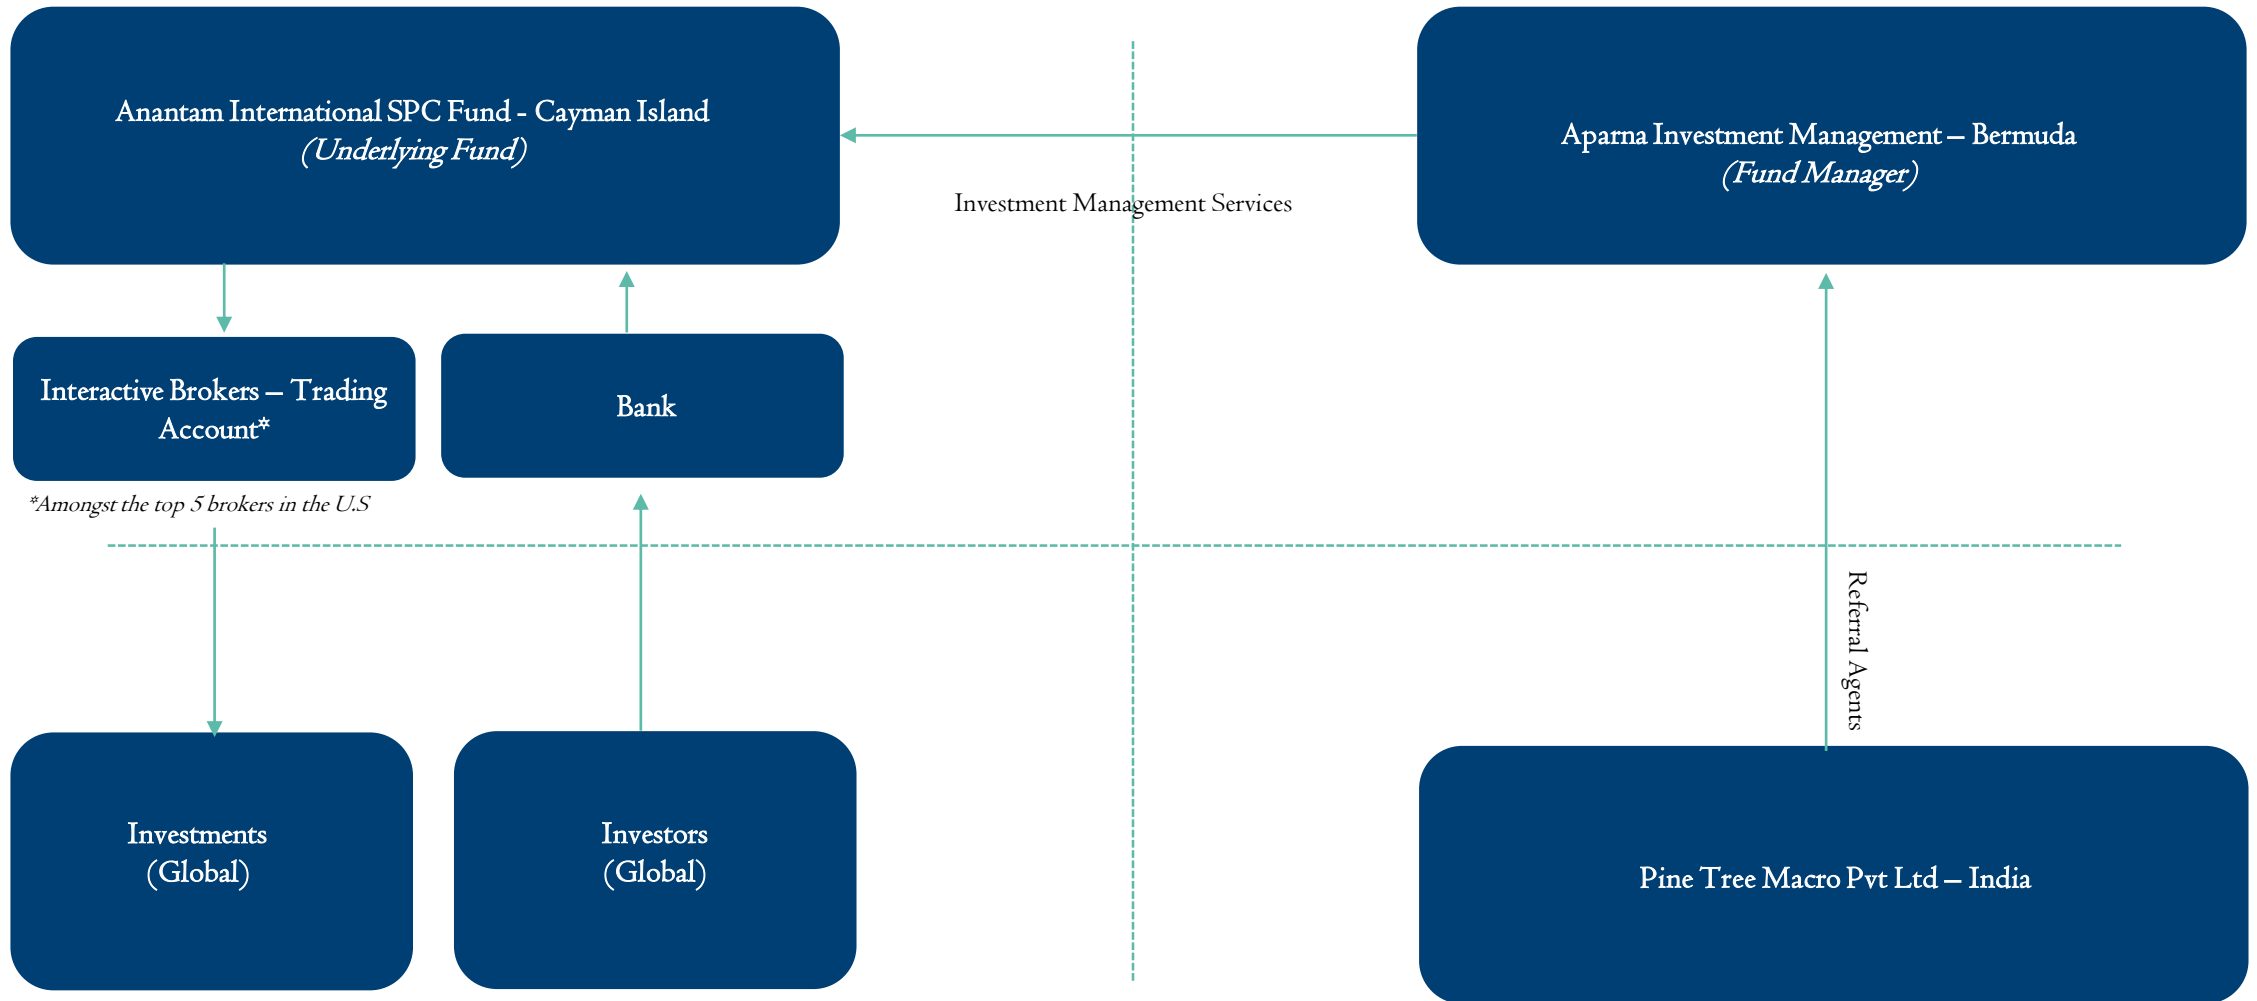 Anantam International SPC Fund - Cayman Island
(Underlying Fund)
Aparna Investment Management – Bermuda
(Fund Manager)
Investment Management Services
Interactive Brokers – Trading
Account*
Bank
*Amongst the top 5 brokers in the U.S
Referral Agents
Investments
(Global)
Investors
(Global)
Pine Tree Macro Pvt Ltd – India